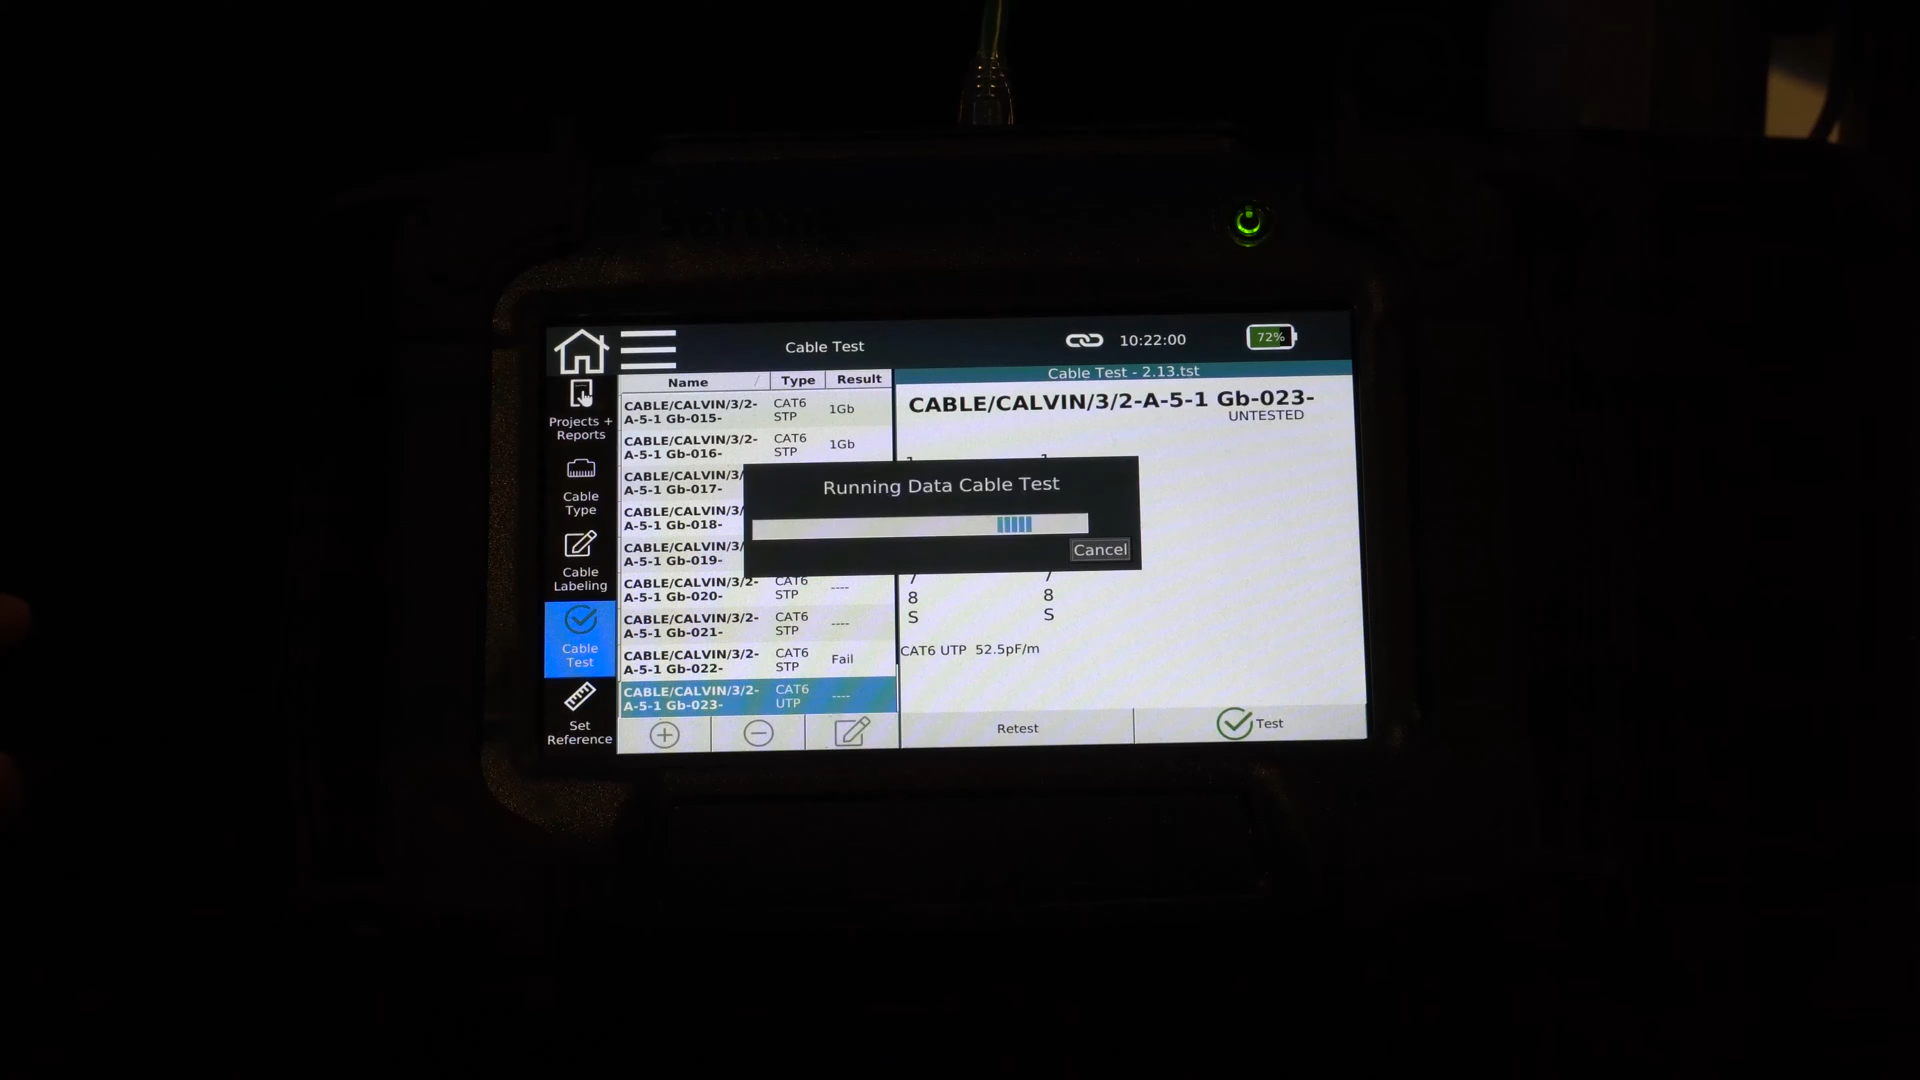 Cable Test
10:22:00
72%
Projects +
Reports
Cable
Type
Cable
Labeling
Cable
Test
Set
Reference
Name / Type Result
CABLE/CALVIN/3/2-
A-5-1 Gb-015-
CAT6
STP
1Gb
CABLE/CALVIN/3/2-
A-5-1 Gb-016-
CAT6
STP
1Gb
CABLE/CALVIN/3/
A-5-1 Gb-017-
CABLE/CALVIN/3/
A-5-1 Gb-018-
CABLE/CALVIN/3/
A-5-1 Gb-019-
CABLE/CALVIN/3/2-
A-5-1 Gb-020-
CAT6
STP
----
CABLE/CALVIN/3/2-
A-5-1 Gb-021-
CAT6
STP
----
CABLE/CALVIN/3/2-
A-5-1 Gb-022-
CAT6
STP
Fail
CABLE/CALVIN/3/2-
A-5-1 Gb-023-
CAT6
UTP
----
Cable Test - 2.13.tst
CABLE/CALVIN/3/2-A-5-1 Gb-023-
UNTESTED
Running Data Cable Test
Cancel
7 7
8 8
S S
CAT6 UTP 52.5pF/m
Retest
Test